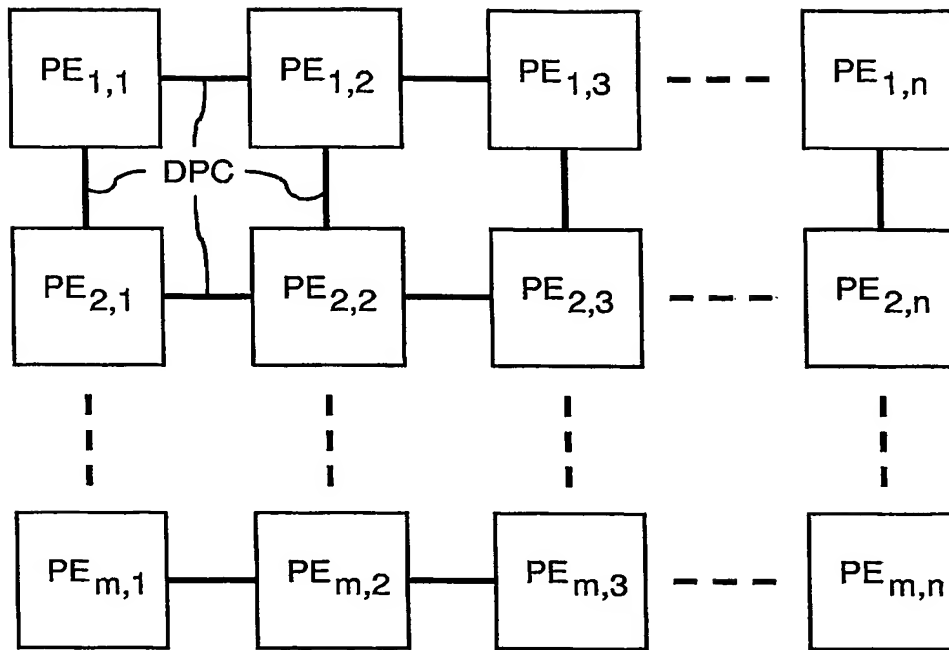 PE1,1 PE1,2 PE1,3 PE1,n
DPC
PE2,1 PE2,2 PE2,3 PE2,n
PEm,1 PEm,2 PEm,3 PEm,n